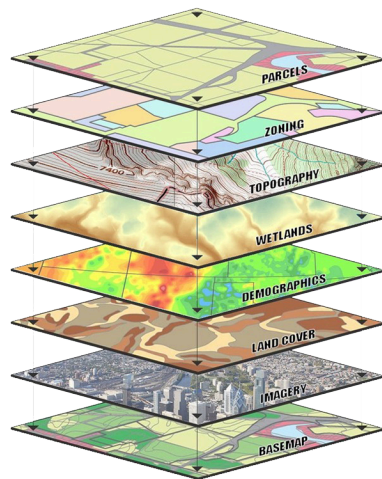 PARCELS
ZONING
7400
TOPOGRAPHY
WETLANDS
DEMOGRAPHICS
LAND COVER
IMAGERY
BASEMAP